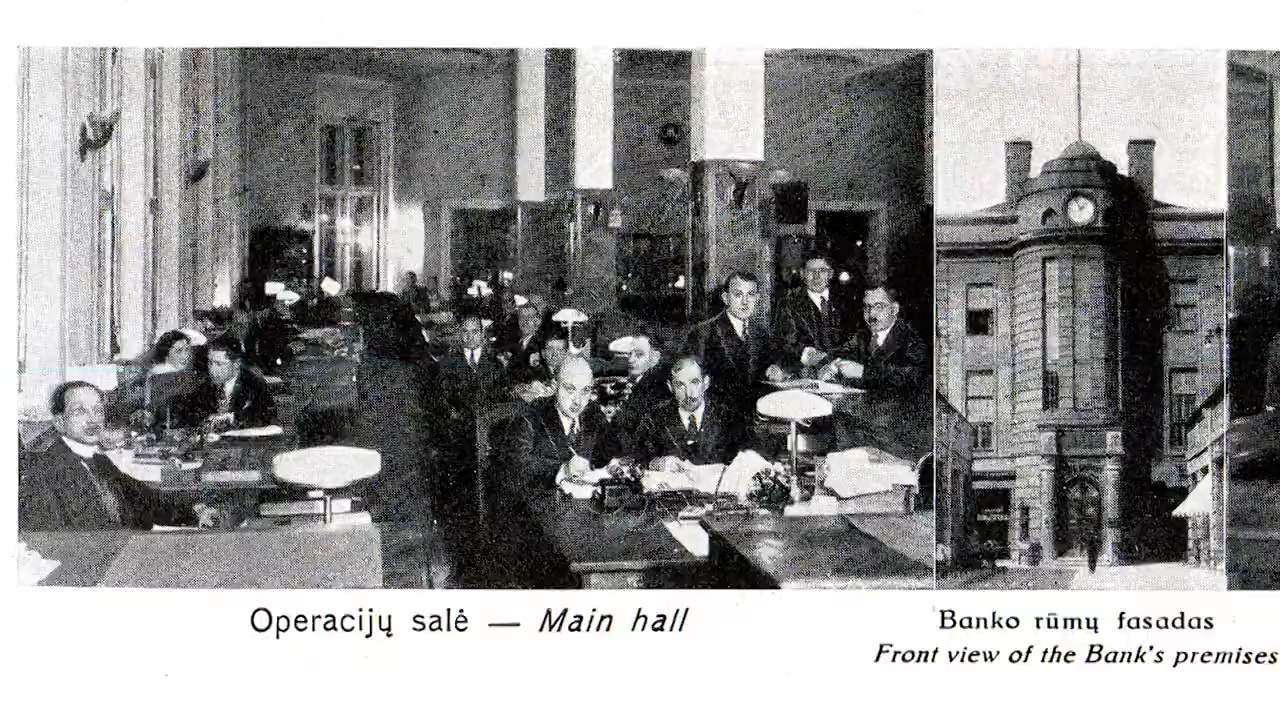 Operacijų salė — Main hall
Banko rūmų fasadas
Front view of the Bank's premises